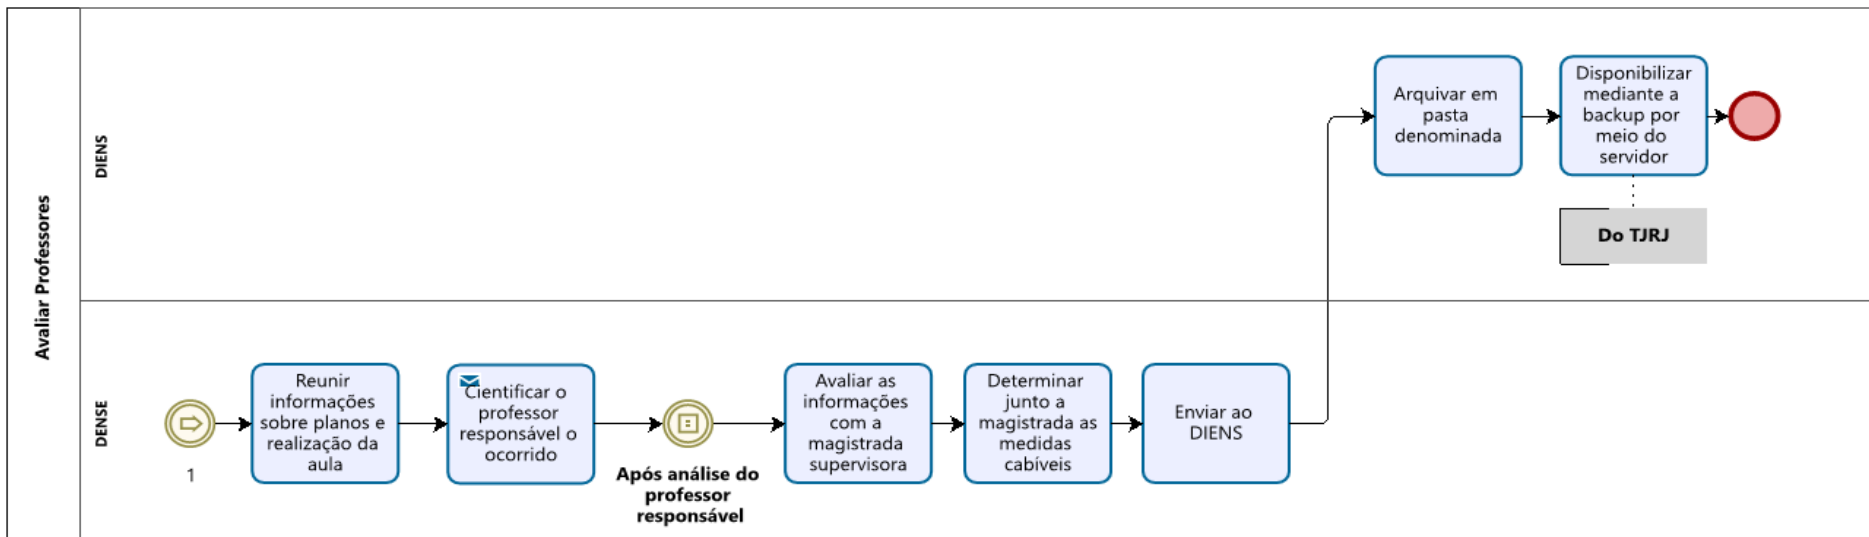 Avaliar Professores
DIENS
Arquivar em
pasta
denominada
Disponibilizar
mediante a
backup por
meio do
servidor
Do TJRJ
DENSE
1
Reunir
informações
sobre planos e
realização da
aula
Cientificar o
professor
responsável o
ocorrido
Após análise do
professor
responsável
Avaliar as
informações
com a
magistrada
supervisora
Determinar
junto a
magistrada as
medidas
cabíveis
Enviar ao
DIENS